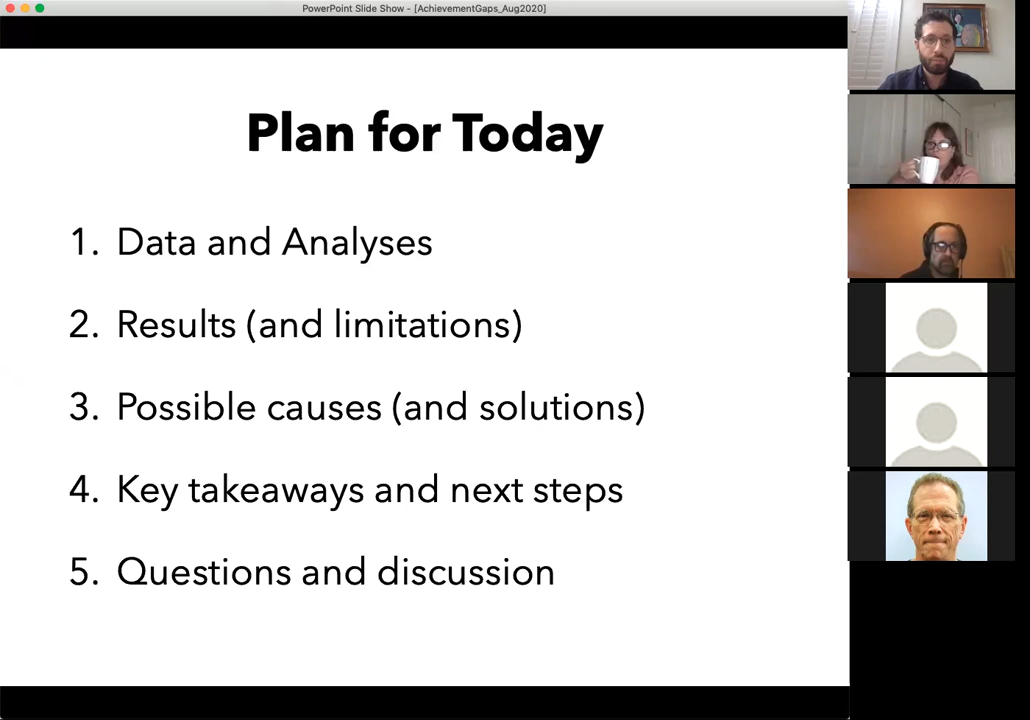 PowerPoint Slide Show - [AchievementGaps_Aug2020]
Plan for Today
1. Data and Analyses
2. Results (and limitations)
3. Possible causes (and solutions)
4. Key takeaways and next steps
5. Questions and discussion